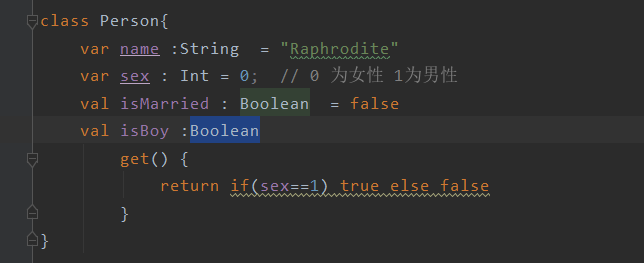 class Person{
var name :String  = "Raphrodite"
var sex : Int = 0;  // 0 为女性 1为男性
val isMarried : Boolean  = false
val isBoy :Boolean
get() {
return if(sex==1) true else false
}
}